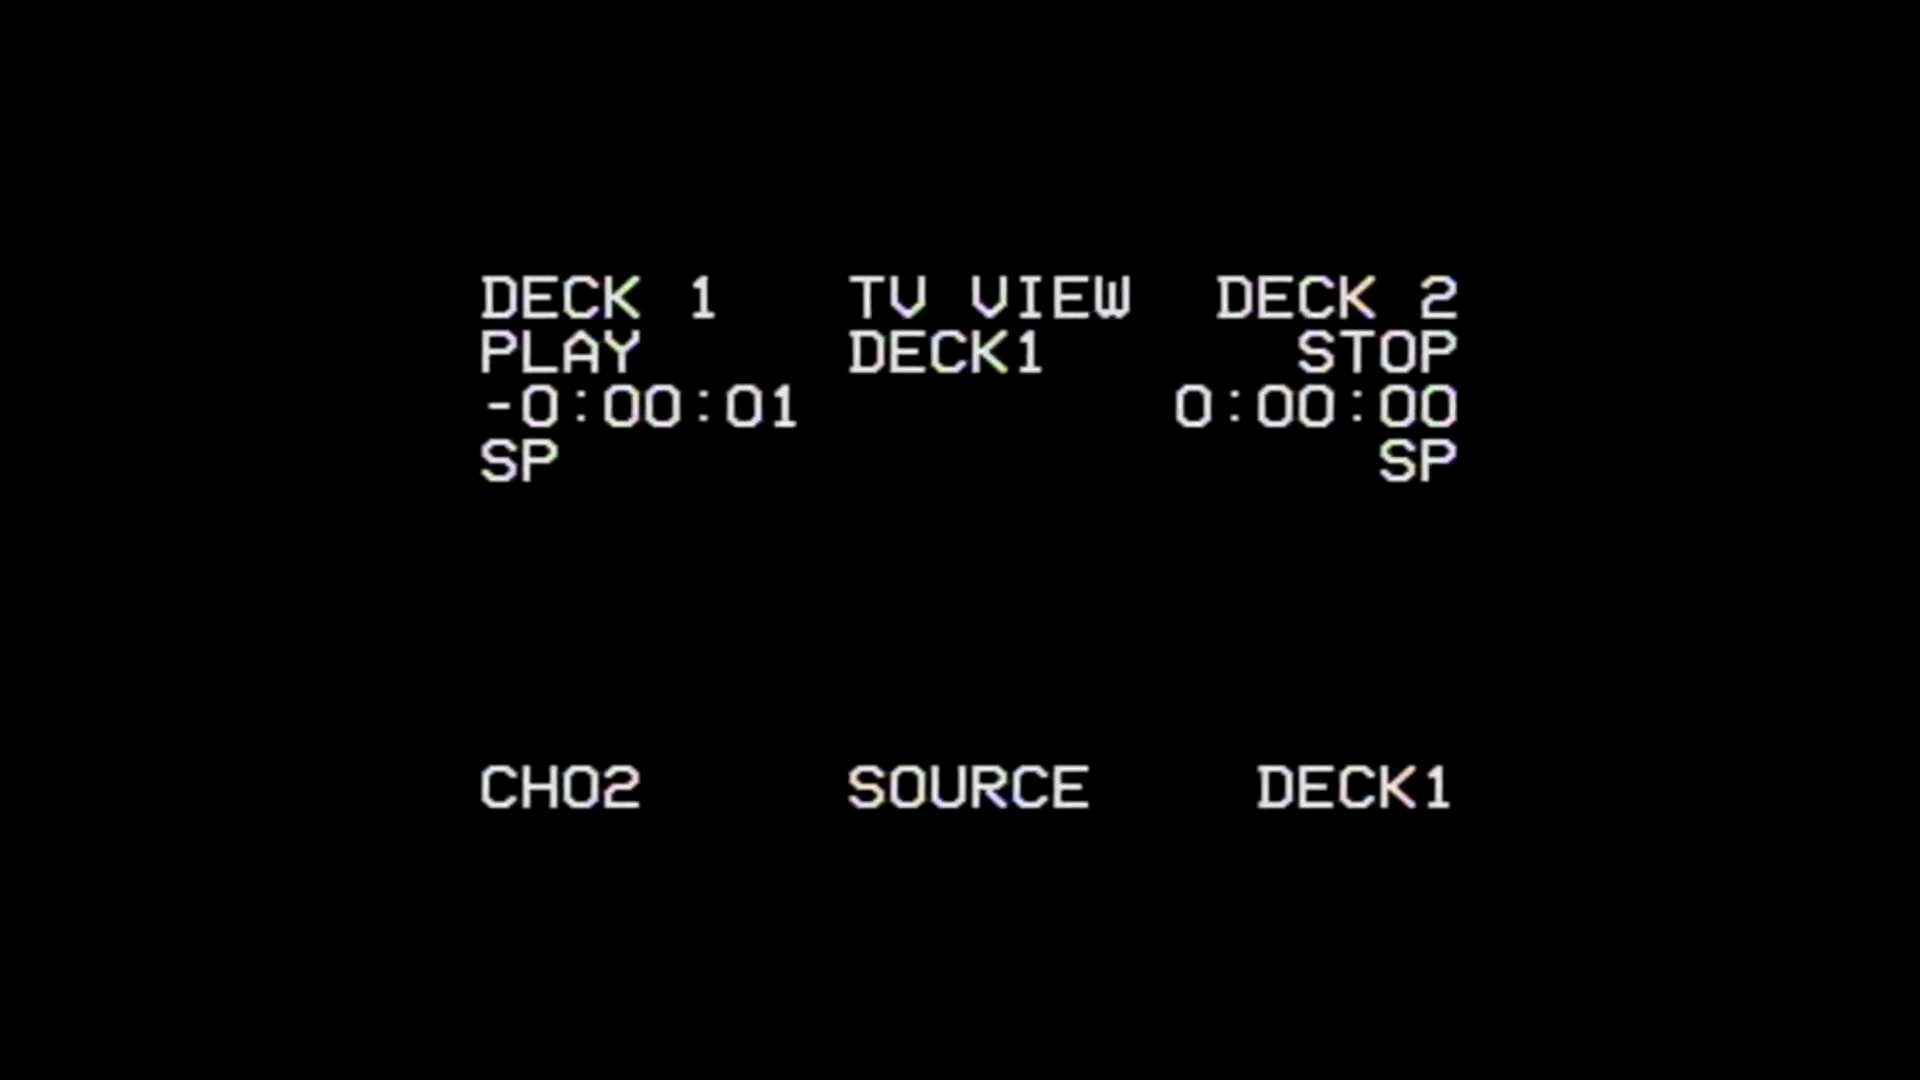 DECK 1 TV VIEW DECK 2
PLAY DECK1 STOP
-0:00:01 0:00:00
SP SP
CH02 SOURCE DECK1